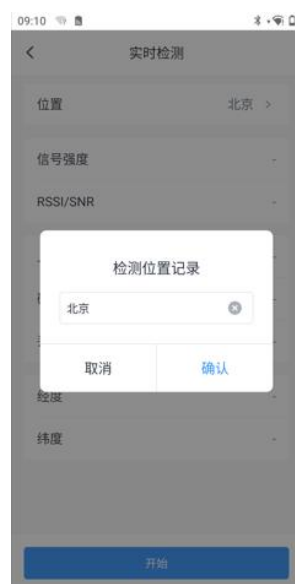 09:10
实时检测
位置
北京 >
信号强度
-
RSSI/SNR
-
检测位置记录
北京
取消
确认
经度
-
纬度
-
开始